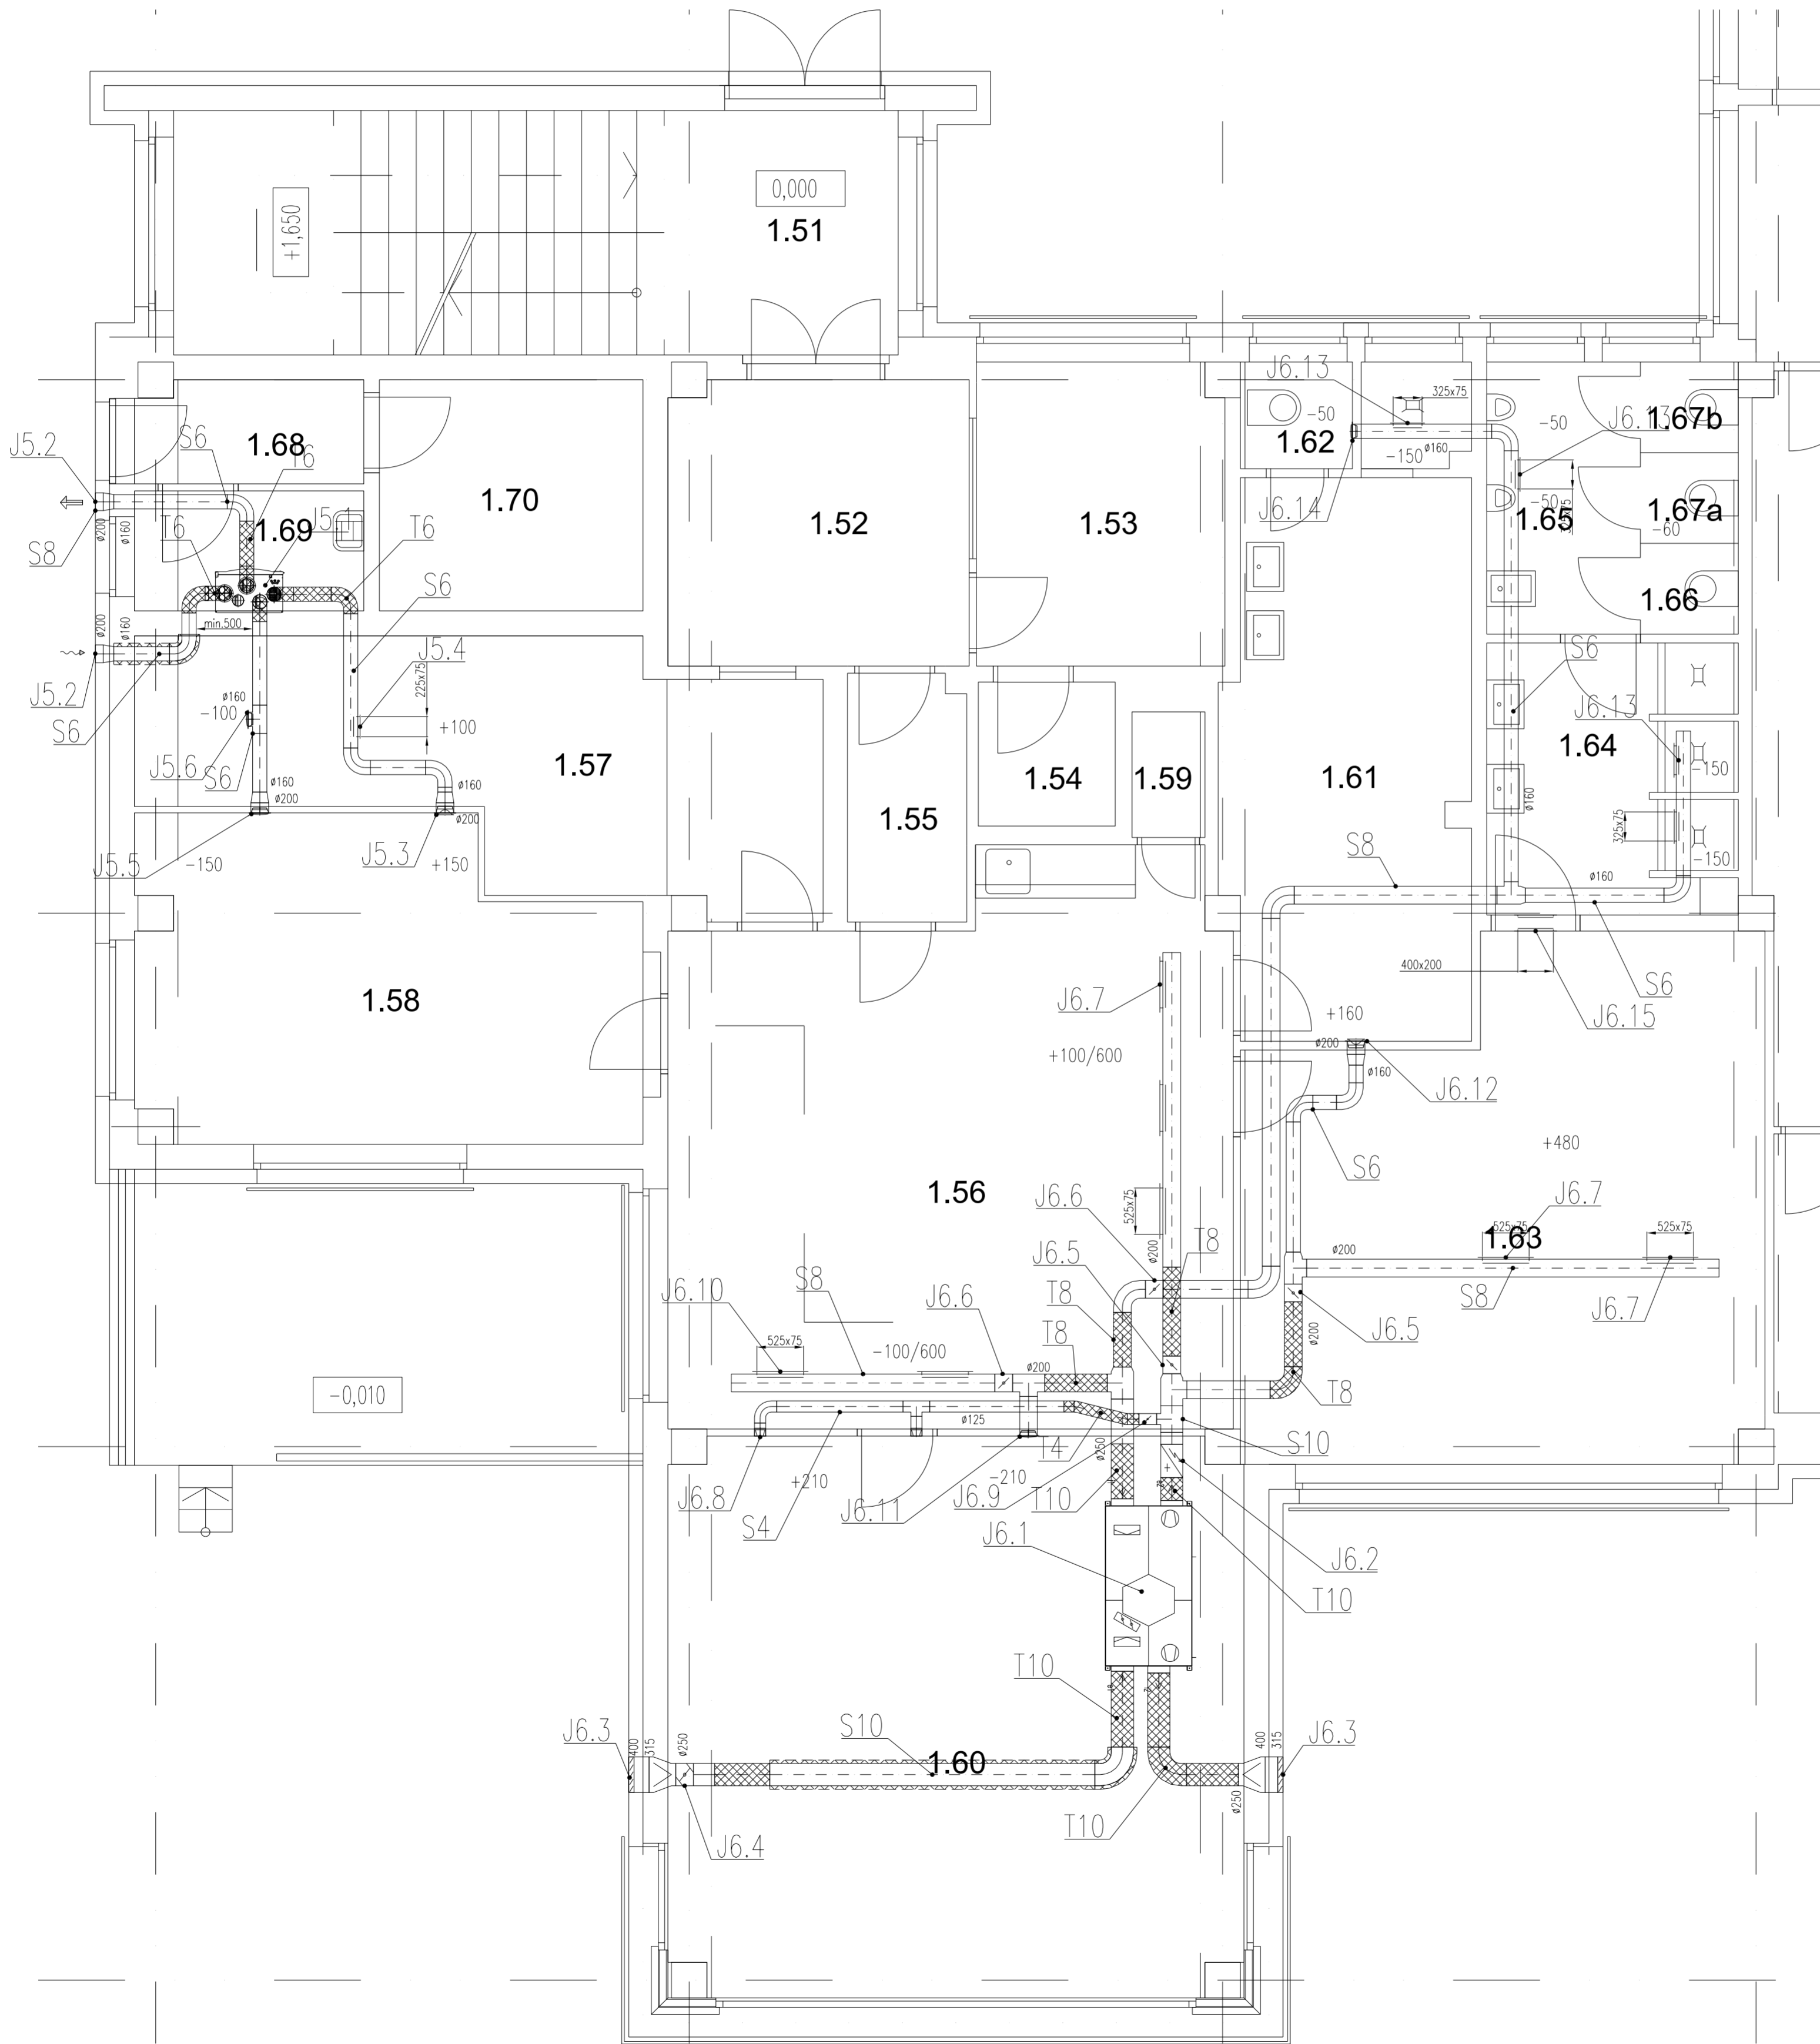 0,000
+1,650
1.51
J6.13
325x75
-50
1.62
-150
ø160
J6.14
-50
J6.13
1.67b
1.67a
-50
1.65
-60
1.66
J5.2
S6
1.68
T6
1.70
1.52
1.53
1.69
J5.1
T6
T6
S8
ø200
ø160
S6
min.500
ø200
ø160
J5.4
225x75
J5.2
S6
ø160
-100
+100
J5.6
S6
ø160
ø200
1.57
ø160
ø200
J5.5
-150
J5.3
+150
1.54
1.59
1.55
1.61
S6
J6.13
1.64
-150
ø160
325x75
-150
S8
ø160
S6
400x200
J6.15
1.58
J6.7
+160
+100/600
ø200
ø160
J6.12
S6
+480
1.56
J6.6
525x75
J6.5
ø200
T8
J6.7
525x75
1.63
525x75
ø200
S8
J6.7
J6.5
ø200
T8
J6.10
S8
J6.6
T8
525x75
-100/600
T8
ø200
-0,010
ø125
T4
ø250
S10
J6.8
+210
S4
J6.11
-210
J6.9
T10
J6.1
J6.2
T10
T10
J6.3
400
315
ø250
S10
1.60
400
315
J6.3
ø250
T10
J6.4